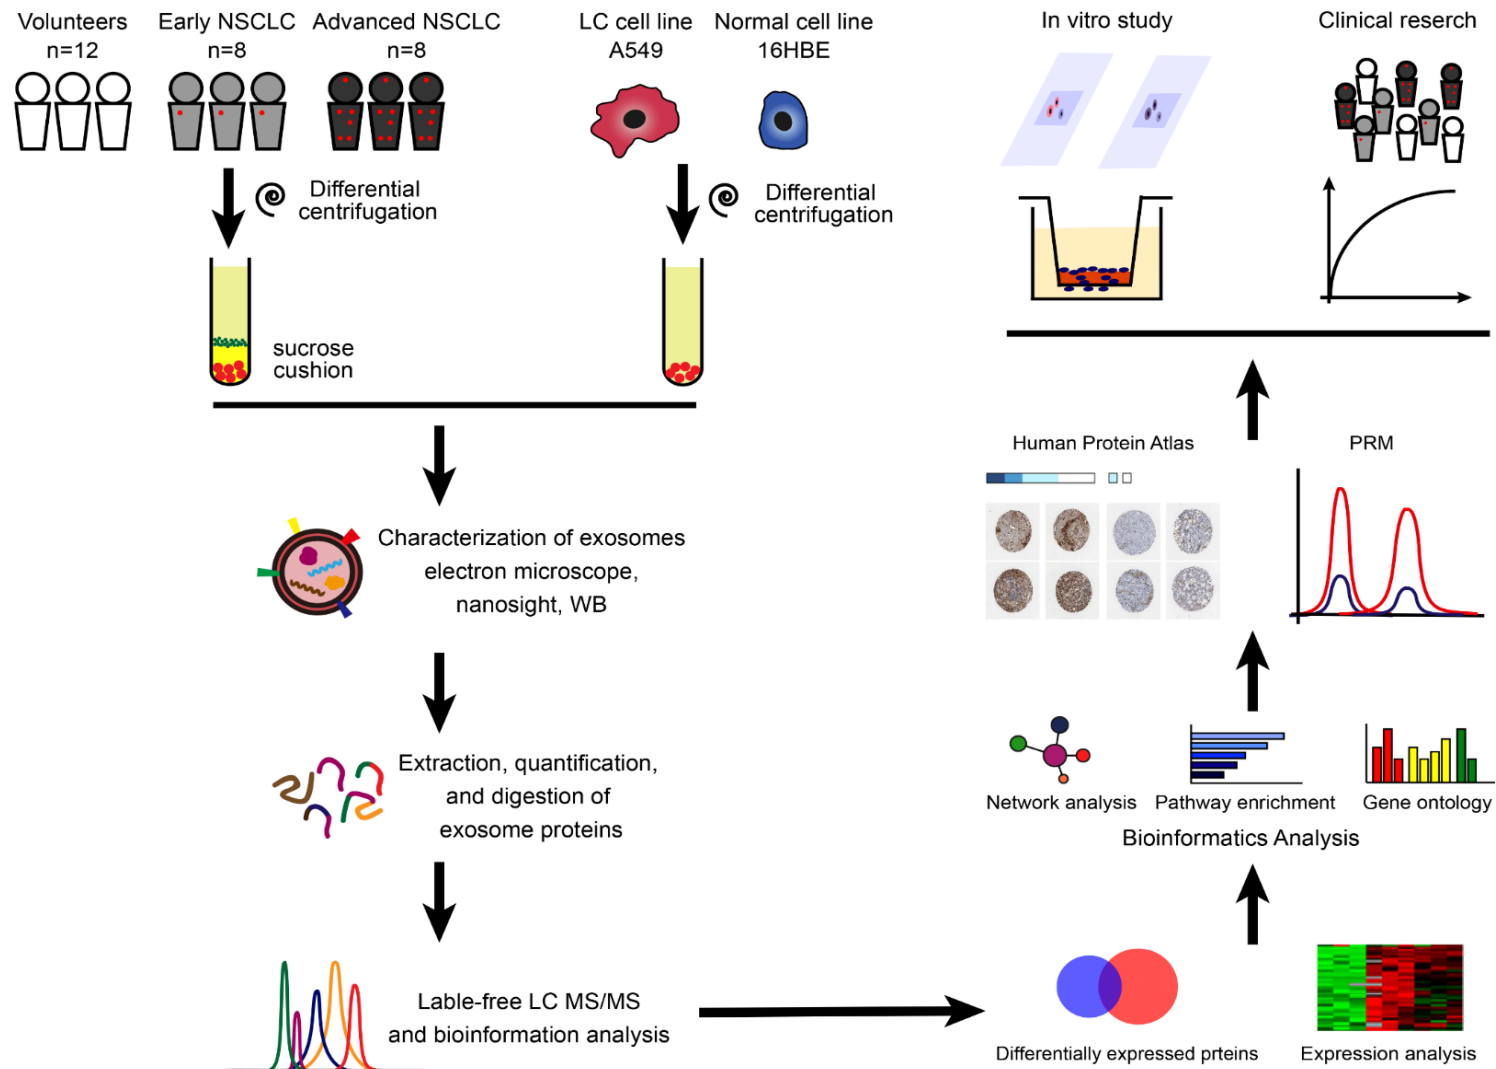 Volunteers
n=12
Early NSCLC
n=8
Advanced NSCLC
n=8
LC cell line
A549
Normal cell line
16HBE
Differential
centrifugation
Differential
centrifugation
sucrose
cushion
Characterization of exosomes
electron microscope,
nanosight, WB
Extraction, quantification,
and digestion of
exosome proteins
Lable-free LC MS/MS
and bioinformation analysis
In vitro study
Clinical reserch
Human Protein Atlas
PRM
Network analysis
Pathway enrichment
Gene ontology
Bioinformatics Analysis
Differentially expressed prteins
Expression analysis